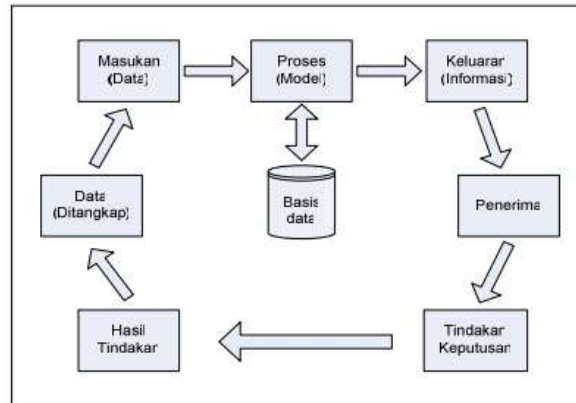 Masukan
(Data)
Proses
(Model)
Keluaran
(Informasi)
Data
(Ditangkap)
Basis
data
Penerima
Hasil
Tindakan
Tindakan
Keputusan